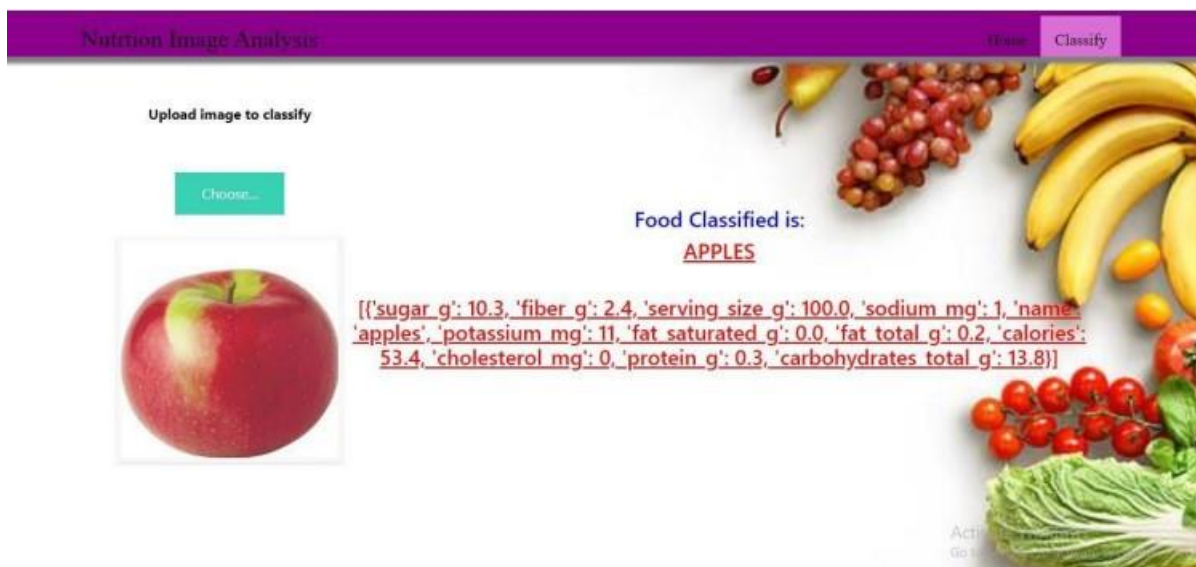 Nutrtion Image Analysis
Home
Classify
Upload image to classify
Choose...
Food Classified is:
APPLES
[{'sugar_g': 10.3, 'fiber_g': 2.4, 'serving_size_g': 100.0, 'sodium_mg': 1, 'name':
'apples', 'potassium_mg': 11, 'fat_saturated_g': 0.0, 'fat_total_g': 0.2, 'calories':
53.4, 'cholesterol_mg': 0, 'protein_g': 0.3, 'carbohydrates_total_g': 13.8}]